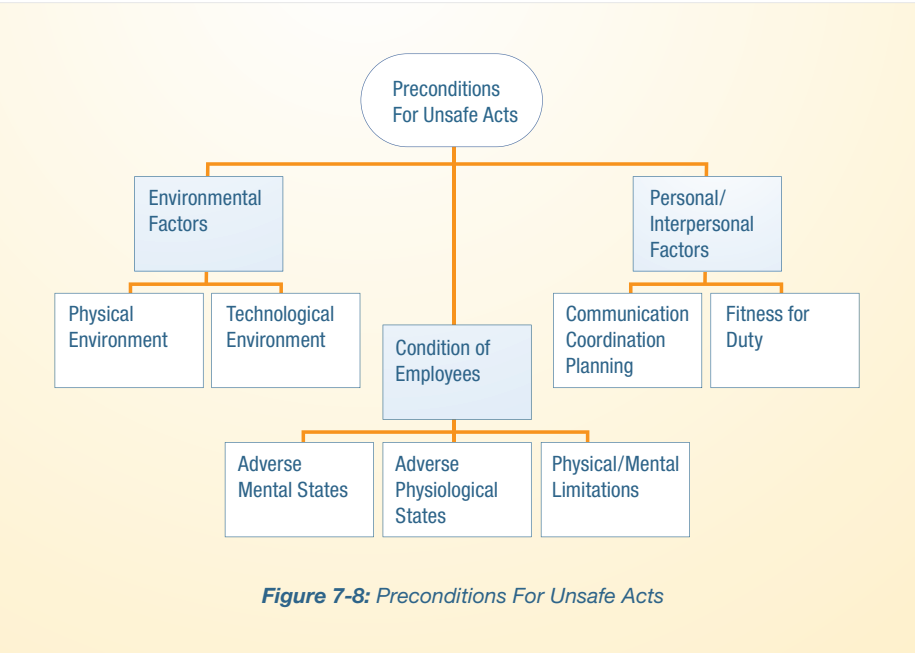 Preconditions
For Unsafe Acts
Environmental
Factors
Personal/
Interpersonal
Factors
Physical
Environment
Technological
Environment
Communication
Coordination
Planning
Fitness for
Duty
Condition of
Employees
Adverse
Mental States
Adverse
Physiological
States
Physical/Mental
Limitations
Figure 7-8: Preconditions For Unsafe Acts